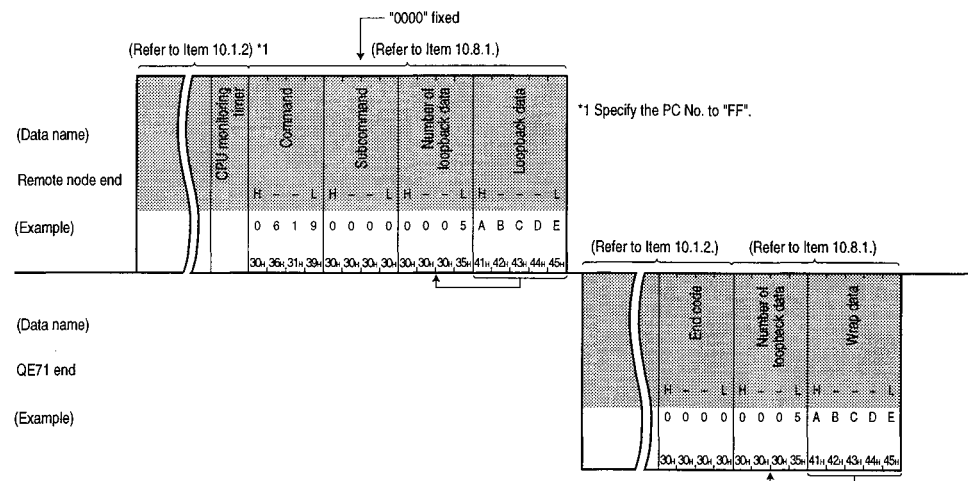 "0000" fixed
(Refer to Item 10.1.2) *1
(Refer to Item 10.8.1.)
*1 Specify the PC No. to "FF".
(Data name)
Remote node end
(Example)
CPU monitoring timer
Command
Subcommand
Number of loopback data
Loopback data
H - - L H - - L H - - L H - - - L
0 6 1 9 0 0 0 0 0 0 0 5 A B C D E
30H 36H 31H 39H 30H 30H 30H 30H 30H 30H 30H 35H 41H 42H 43H 44H 45H
(Refer to Item 10.1.2.)
(Refer to Item 10.8.1.)
(Data name)
QE71 end
(Example)
End code
Number of loopback data
Wrap data
H - - L H - - L H - - - L
0 0 0 0 0 0 0 5 A B C D E
30H 30H 30H 30H 30H 30H 30H 35H 41H 42H 43H 44H 45H